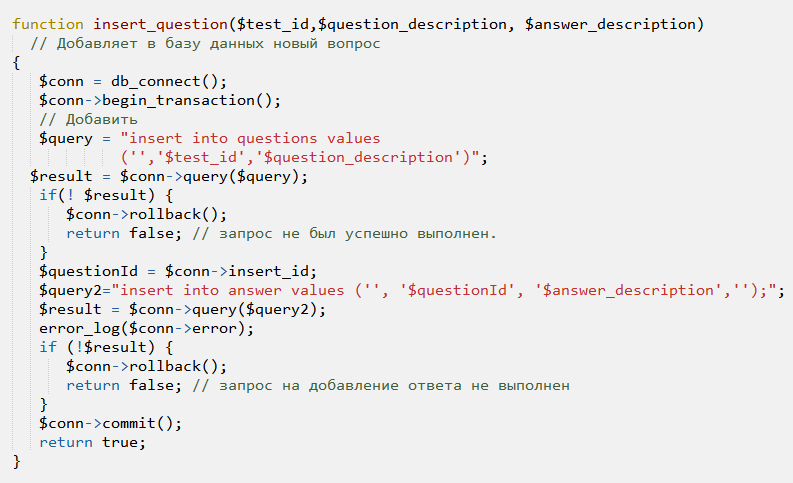 function insert_question($test_id,$question_description, $answer_description)
  // Добавляет в базу данных новый вопрос
{
   $conn = db_connect();
   $conn->begin_transaction();
   // Добавить
   $query = "insert into questions values
            ('','$test_id','$question_description')";
  $result = $conn->query($query);
   if(! $result) {
      $conn->rollback();
      return false; // запрос не был успешно выполнен.
   }
   $questionId = $conn->insert_id;
   $query2="insert into answer values ('', '$questionId', '$answer_description','');";
   $result = $conn->query($query2);
   error_log($conn->error);
   if (!$result) {
      $conn->rollback();
      return false; // запрос на добавление ответа не выполнен
   }
   $conn->commit();
   return true;
}